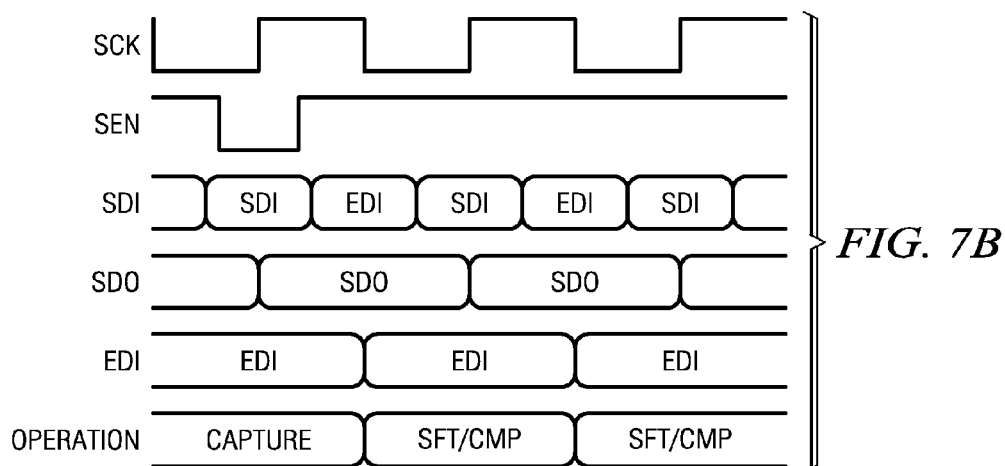 SCK
SEN
SDI SDI EDI SDI EDI SDI
SDO SDO SDO
EDI EDI EDI EDI
OPERATION CAPTURE SFT/CMP SFT/CMP
FIG. 7B